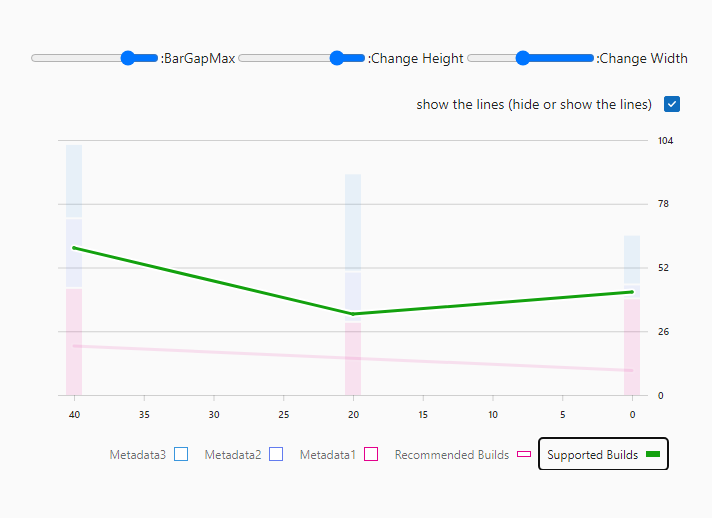 :BarGapMax :Change Height :Change Width
show the lines (hide or show the lines)
104
78
52
26
0
40 35 30 25 20 15 10 5 0
Metadata3 Metadata2 Metadata1 Recommended Builds Supported Builds